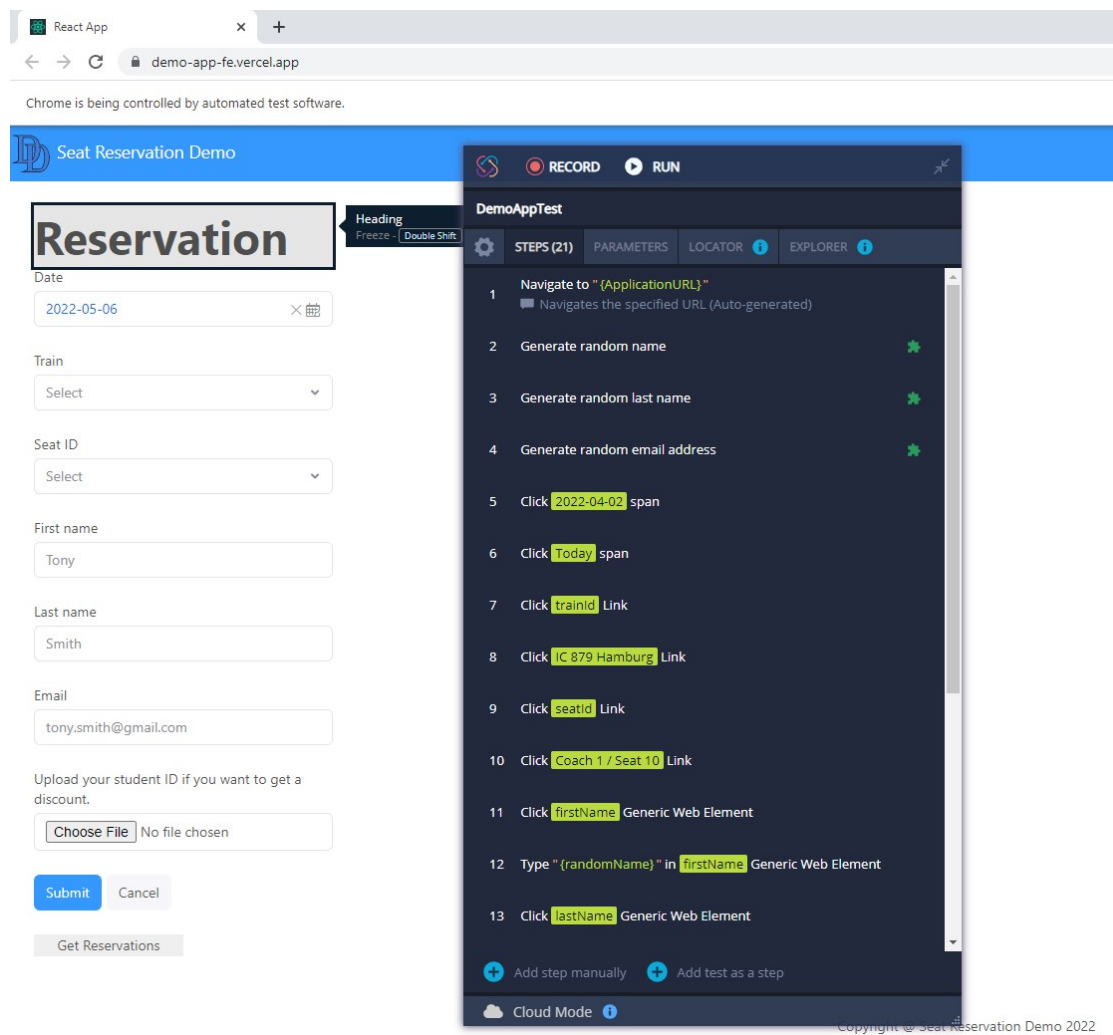 React App
demo-app-fe.vercel.app
Chrome is being controlled by automated test software.
DD Seat Reservation Demo
Reservation
Heading
Freeze - Double Shift
Date
2022-05-06
Train
Select
Seat ID
Select
First name
Tony
Last name
Smith
Email
tony.smith@gmail.com
Upload your student ID if you want to get a
discount.
Choose File No file chosen
Submit Cancel
Get Reservations
RECORD RUN
DemoAppTest
STEPS (21) PARAMETERS LOCATOR i EXPLORER i
1 Navigate to "{ApplicationURL}"
Navigates the specified URL (Auto-generated)
2 Generate random name
3 Generate random last name
4 Generate random email address
5 Click 2022-04-02 span
6 Click Today span
7 Click trainId Link
8 Click IC 879 Hamburg Link
9 Click seatId Link
10 Click Coach 1 / Seat 10 Link
11 Click firstName Generic Web Element
12 Type "{randomName}" in firstName Generic Web Element
13 Click lastName Generic Web Element
Add step manually Add test as a step
Cloud Mode i
Copyright @ Seat Reservation Demo 2022